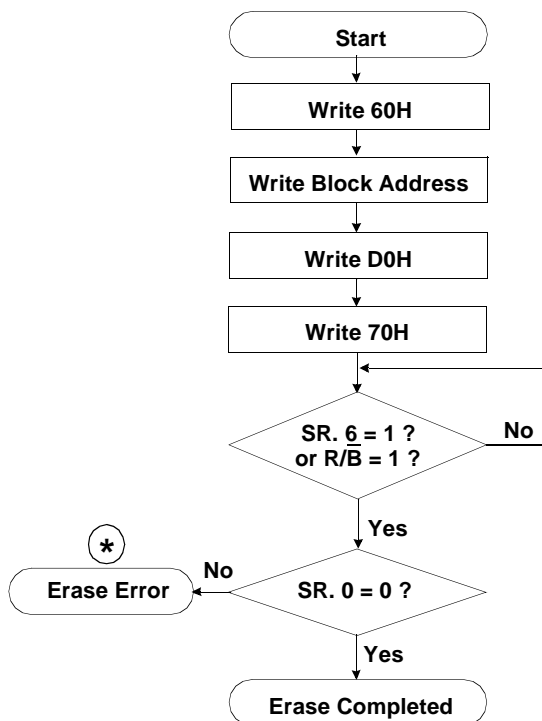 Start
Write 60H
Write Block Address
Write D0H
Write 70H
SR. 6 = 1 ?
or R/B̅ = 1 ?
No
Yes
*
No
Erase Error
SR. 0 = 0 ?
Yes
Erase Completed